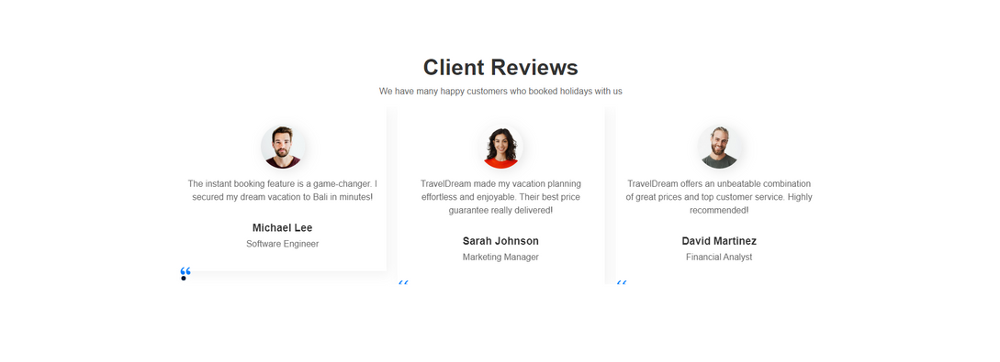 Client Reviews
We have many happy customers who booked holidays with us
The instant booking feature is a game-changer. I
secured my dream vacation to Bali in minutes!
Michael Lee
Software Engineer
“
TravelDream made my vacation planning
effortless and enjoyable. Their best price
guarantee really delivered!
Sarah Johnson
Marketing Manager
“
TravelDream offers an unbeatable combination
of great prices and top customer service. Highly
recommended!
David Martinez
Financial Analyst
“